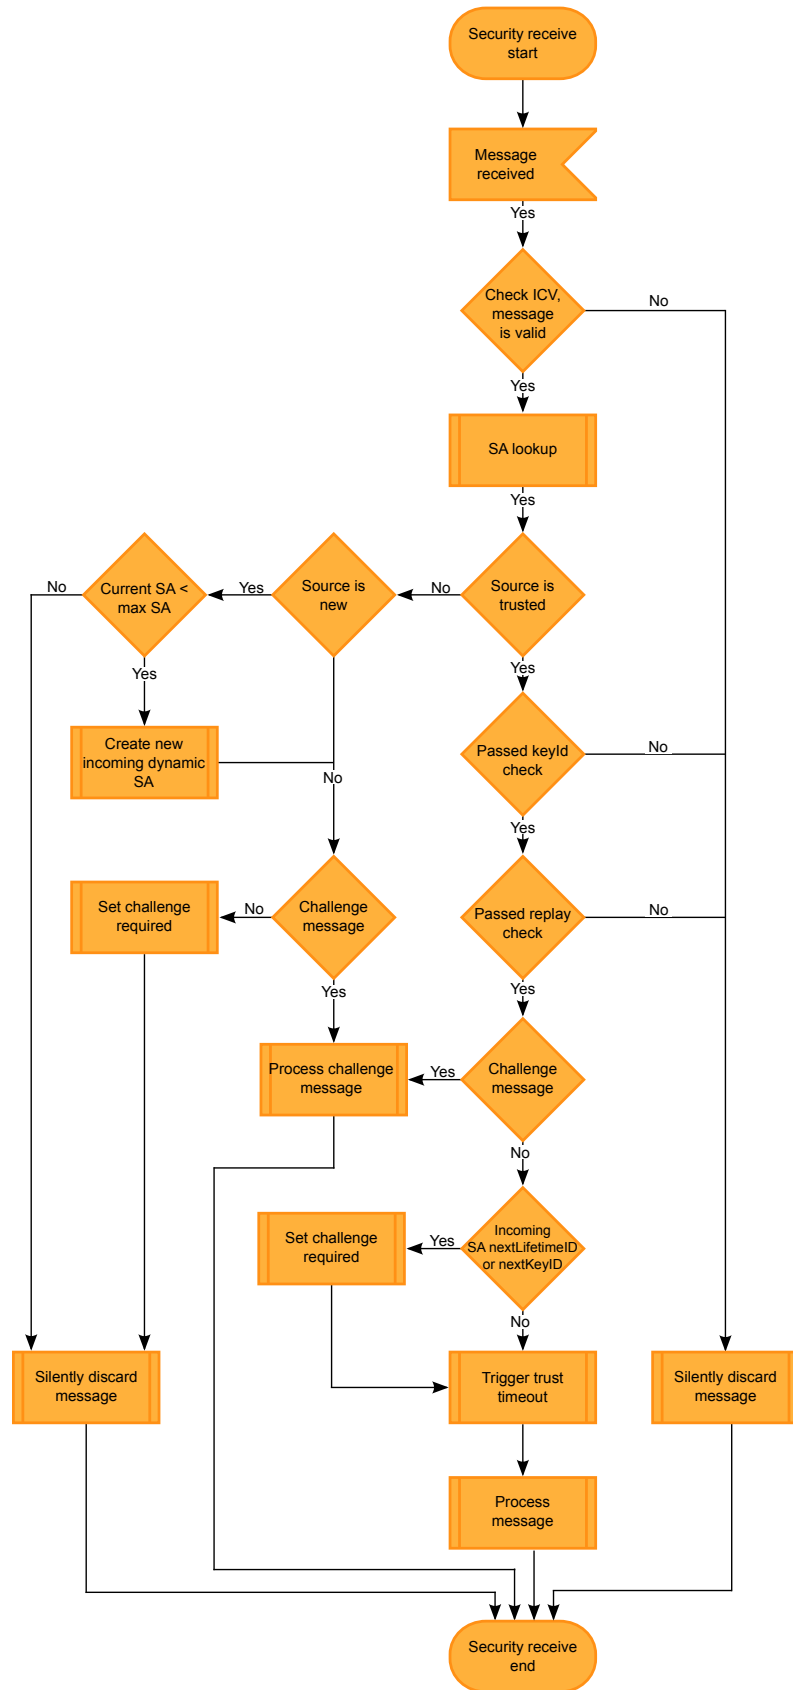 Security receive
start
Message
received
Yes
Check ICV,
message
is valid
No
Yes
SA lookup
Yes
Source is
trusted
No
Source is
new
Yes
Current SA <
max SA
No
Yes
Yes
Create new
incoming dynamic
SA
No
Passed keyId
check
No
Yes
Challenge
message
No
Set challenge
required
Passed replay
check
No
Yes
Yes
Process challenge
message
Yes
Challenge
message
No
Incoming
SA nextLifetimeID
or nextKeyID
Yes
Set challenge
required
No
Silently discard
message
Trigger trust
timeout
Silently discard
message
Process
message
Security receive
end